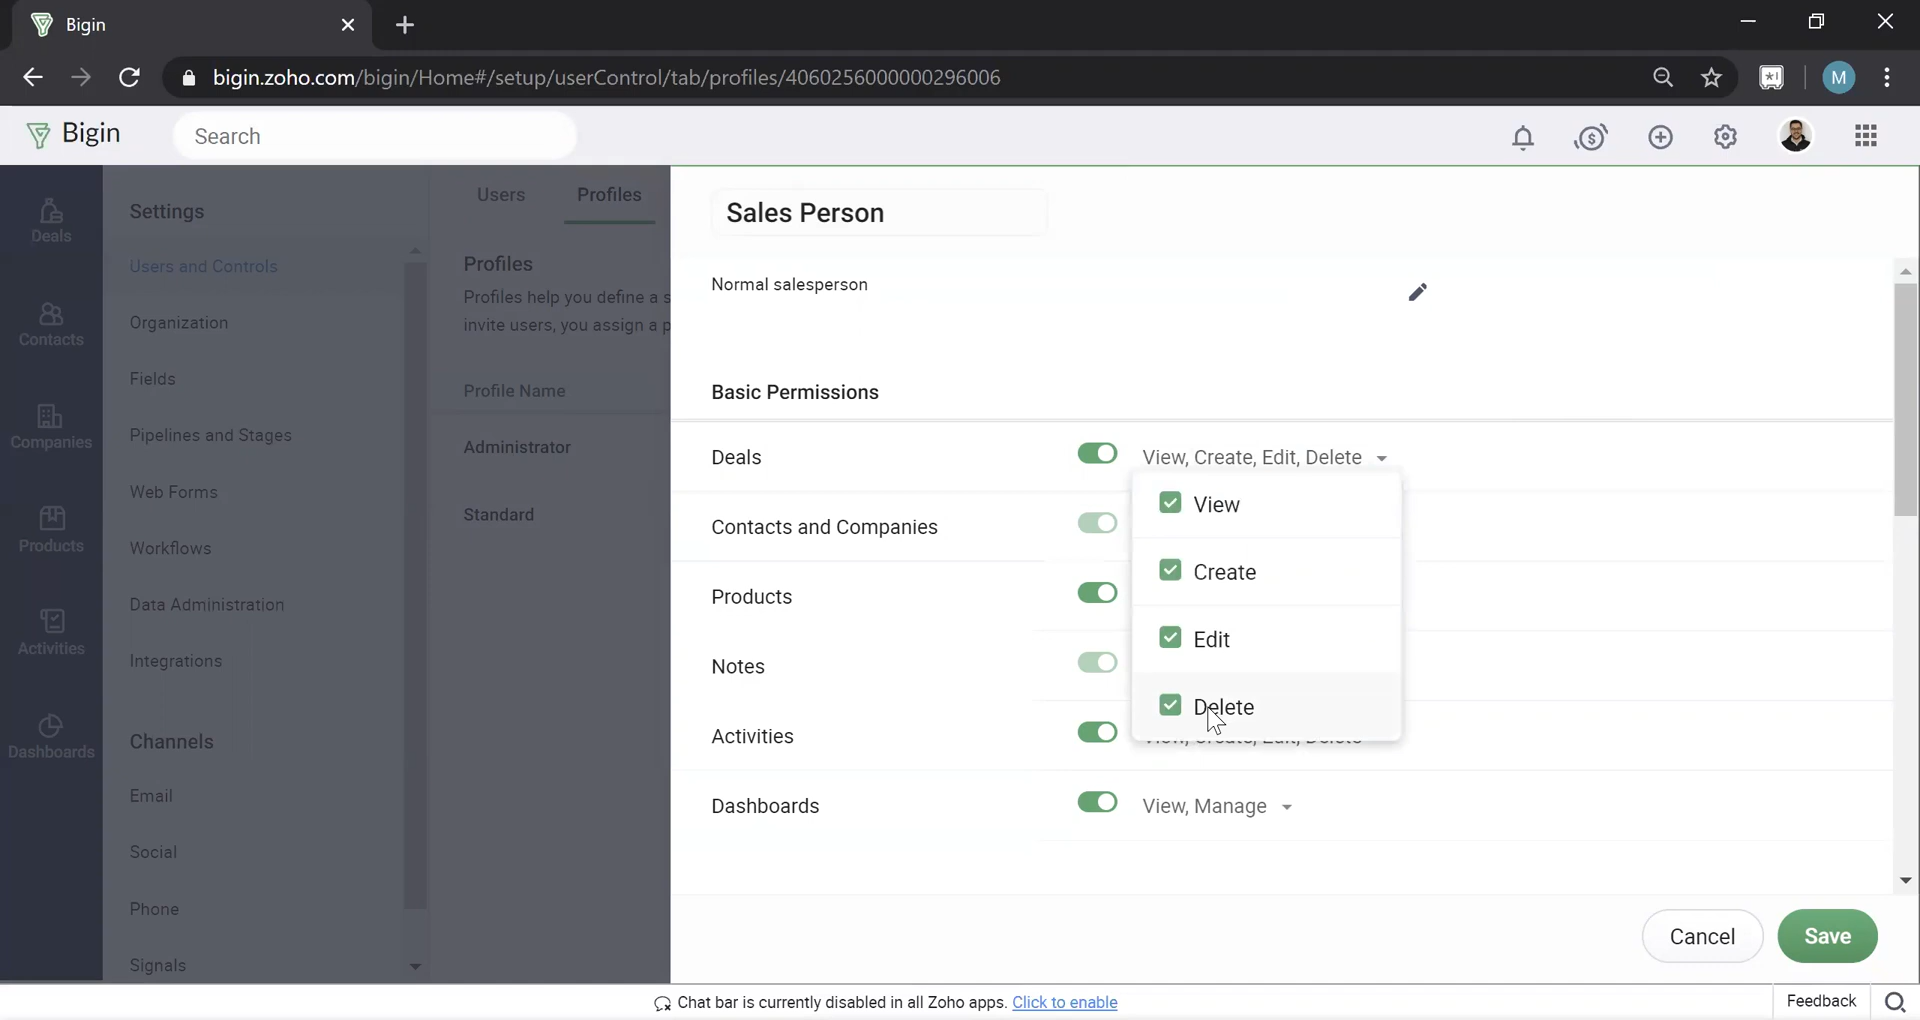 Bigin
bigin.zoho.com/bigin/Home#/setup/userControl/tab/profiles/4060256000000296006
M
Bigin
Search
Deals
Contacts
Companies
Products
Activities
Dashboards
Settings
Users and Controls
Organization
Fields
Pipelines and Stages
Web Forms
Workflows
Data Administration
Integrations
Channels
Email
Social
Phone
Signals
Users
Profiles
Profiles
Profiles help you define a s
invite users, you assign a p
Profile Name
Administrator
Standard
Sales Person
Normal salesperson
Basic Permissions
Deals
View, Create, Edit, Delete
View
Create
Edit
Delete
Contacts and Companies
Products
Notes
Activities
View, Create, Edit, Delete
Dashboards
View, Manage
Cancel
Save
Chat bar is currently disabled in all Zoho apps. Click to enable
Feedback